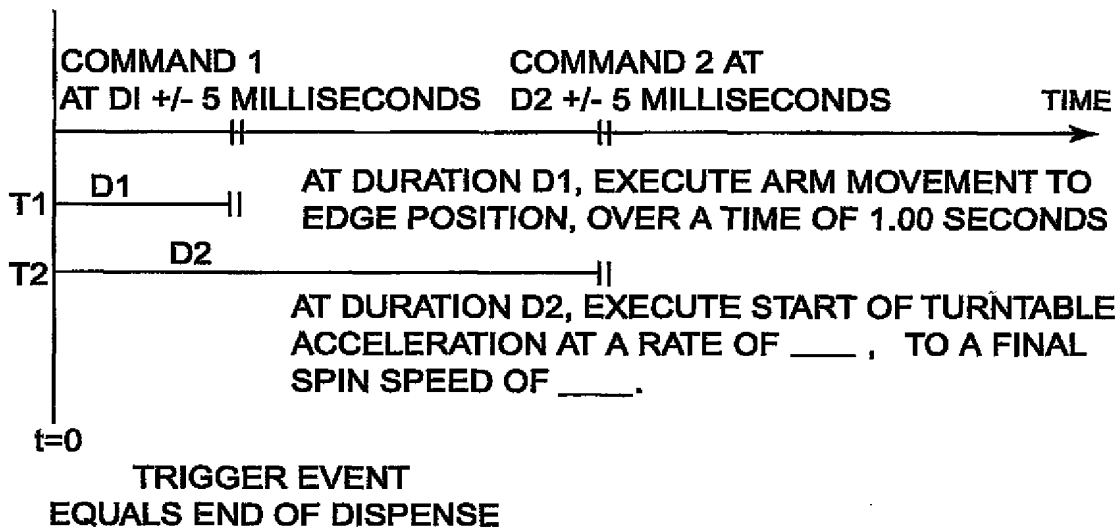 COMMAND 1
AT DI +/- 5 MILLISECONDS
COMMAND 2 AT
D2 +/- 5 MILLISECONDS
TIME
D1
T1
AT DURATION D1, EXECUTE ARM MOVEMENT TO
EDGE POSITION, OVER A TIME OF 1.00 SECONDS
D2
T2
AT DURATION D2, EXECUTE START OF TURNTABLE
ACCELERATION AT A RATE OF ____ , TO A FINAL
SPIN SPEED OF ____.
t=0
TRIGGER EVENT
EQUALS END OF DISPENSE